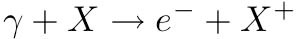 γ + X → e⁻ + X⁺